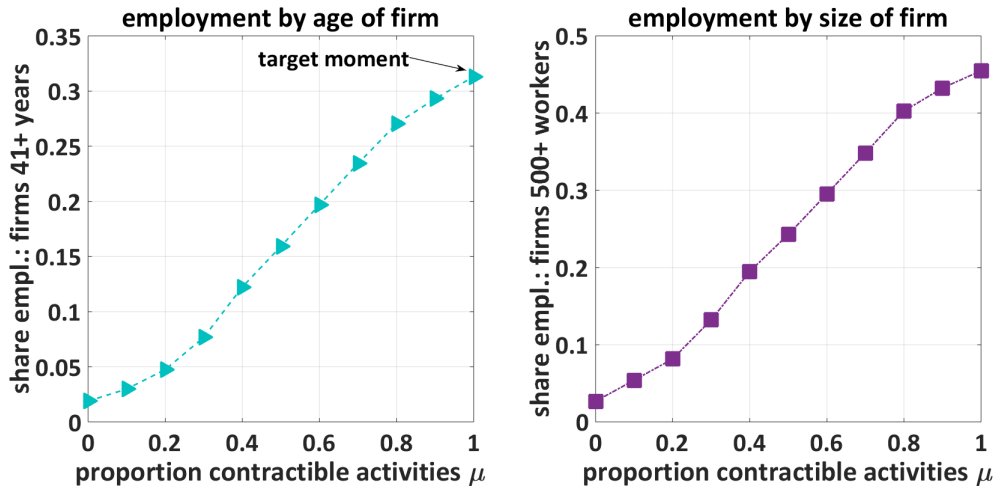 employment by age of firm
share empl.: firms 41+ years
0.35
0.3
0.25
0.2
0.15
0.1
0.05
0
target moment
0 0.2 0.4 0.6 0.8 1
proportion contractible activities μ
employment by size of firm
share empl.: firms 500+ workers
0.5
0.4
0.3
0.2
0.1
0
0 0.2 0.4 0.6 0.8 1
proportion contractible activities μ